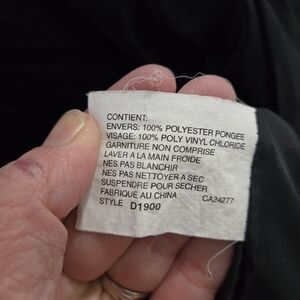 CONTIENT:
ENVERS: 100% POLYESTER PONGEE
VISAGE: 100% POLY VINYL CHLORIDE
GARNITURE NON COMPRISE
LAVER A LA MAIN FROIDE
NES PAS BLANCHIR
NES PAS NETTOYER A SEC
SUSPENDRE POUR SECHER
FABRIQUE AU CHINA CA24277
STYLE D1900